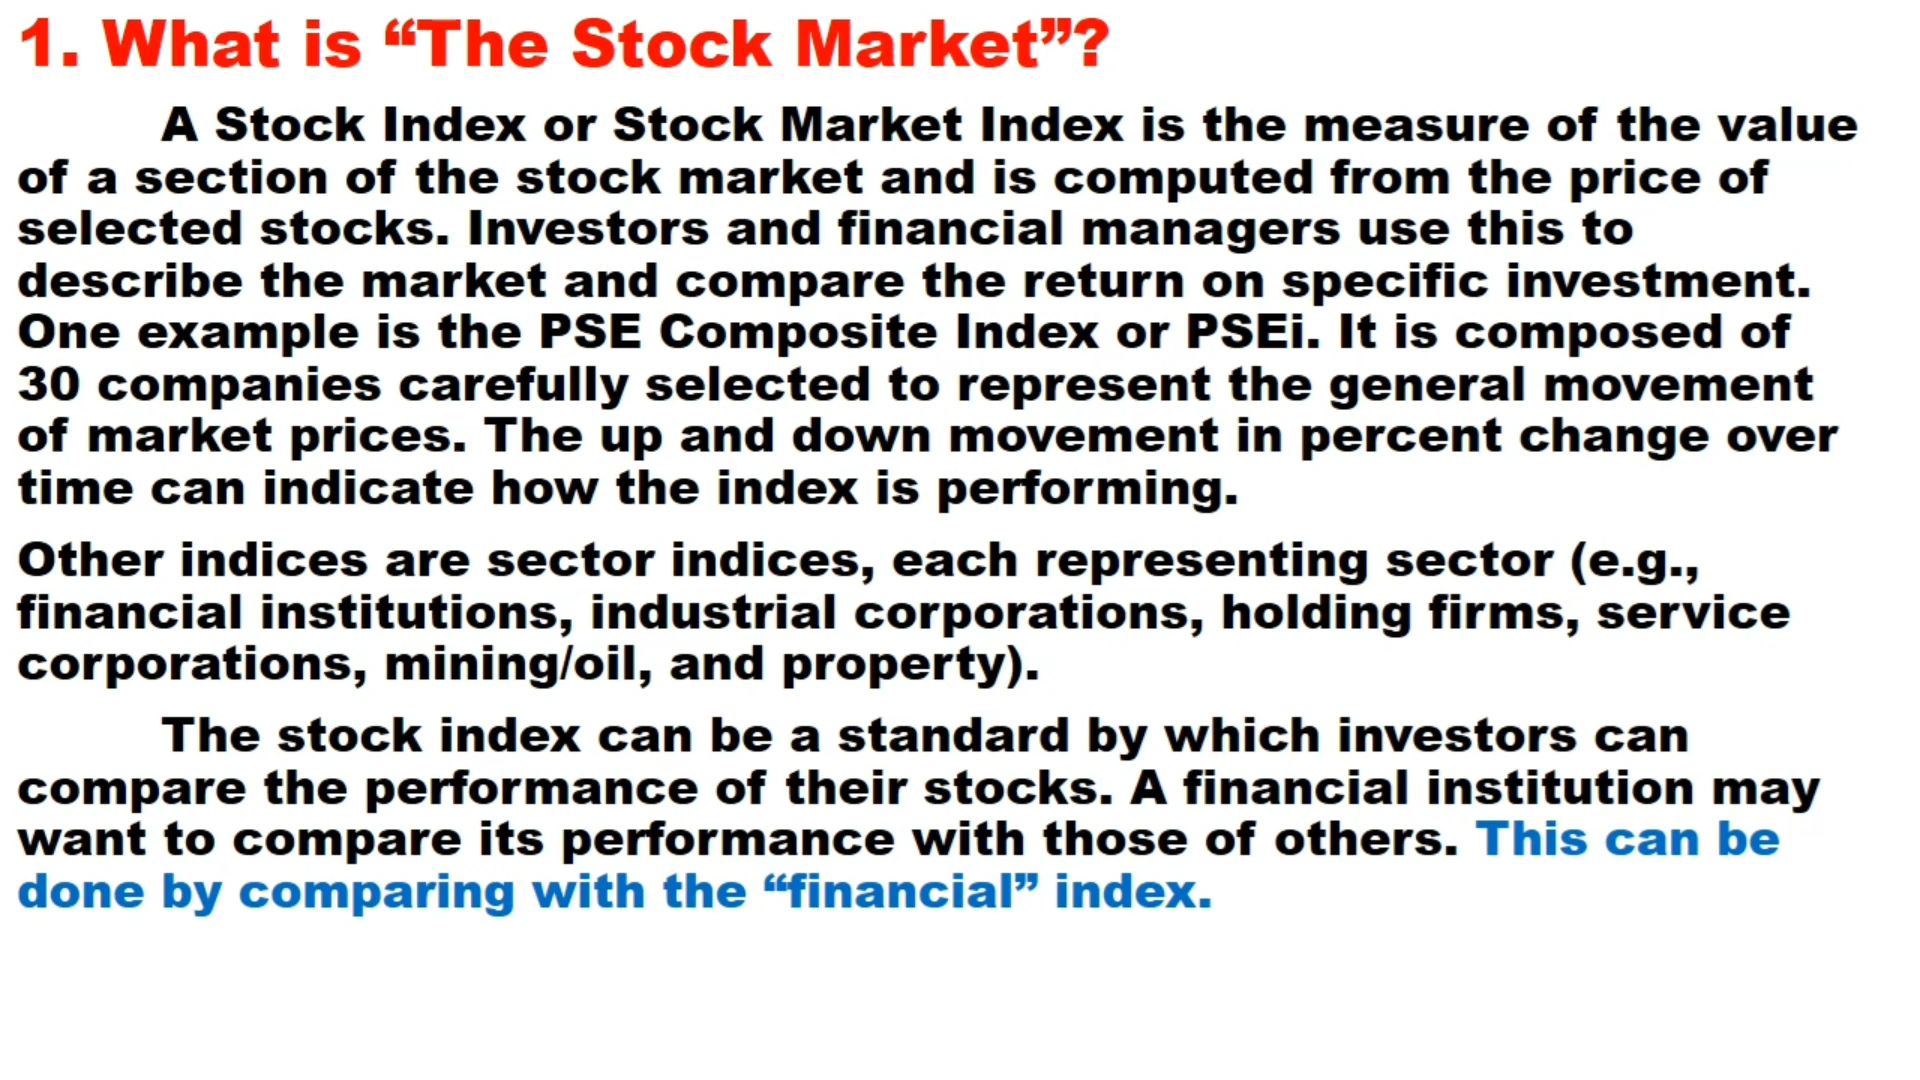 1. What is “The Stock Market”?
A Stock Index or Stock Market Index is the measure of the value
of a section of the stock market and is computed from the price of
selected stocks. Investors and financial managers use this to
describe the market and compare the return on specific investment.
One example is the PSE Composite Index or PSEi. It is composed of
30 companies carefully selected to represent the general movement
of market prices. The up and down movement in percent change over
time can indicate how the index is performing.
Other indices are sector indices, each representing sector (e.g.,
financial institutions, industrial corporations, holding firms, service
corporations, mining/oil, and property).
The stock index can be a standard by which investors can
compare the performance of their stocks. A financial institution may
want to compare its performance with those of others. This can be
done by comparing with the “financial” index.